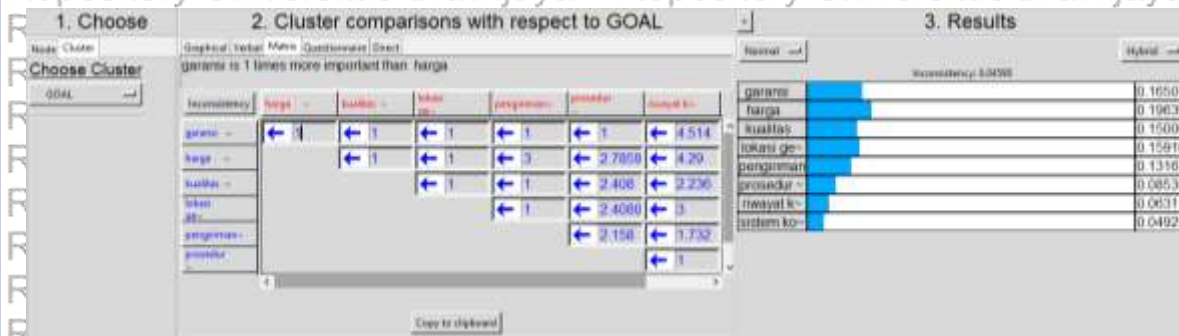 1. Choose
2. Cluster comparisons with respect to GOAL
3. Results
Node Cluster
Choose Cluster
GOAL
Graphical Verbal Matrix Questionnaire Direct
garansi is 1 times more important than harga
Inconsistency harga ~ kualitas ~ lokasi ge~ pengiriman~ prosedur ~ riwayat k~
garansi ~ 1 1 1 1 1 4.514
harga ~ 1 1 3 2.7858 4.29
kualitas ~ 1 1 2.408 2.236
lokasi ge~ 1 2.4080 3
pengiriman~ 2.158 1.732
prosedur ~ 1
Copy to clipboard
Normal Hybrid
Inconsistency:
garansi 0.1650
harga 0.1963
kualitas 0.1500
lokasi ge~ 0.1591
pengiriman 0.1316
prosedur ~ 0.0853
riwayat k~ 0.0631
sistem ko~ 0.0492